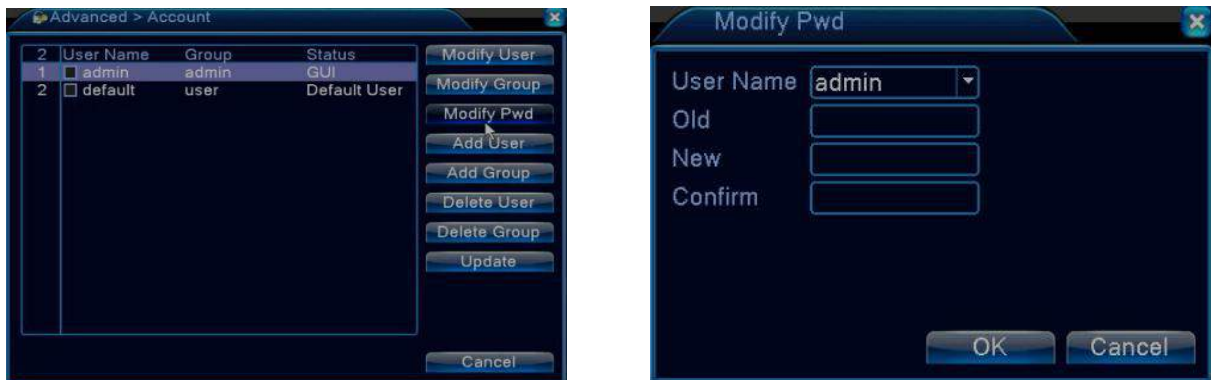 Advanced > Account
2 User Name Group Status
1 admin admin GUI
2 default user Default User
Modify User
Modify Group
Modify Pwd
Add User
Add Group
Delete User
Delete Group
Update
Cancel
Modify Pwd
User Name admin
Old
New
Confirm
OK Cancel